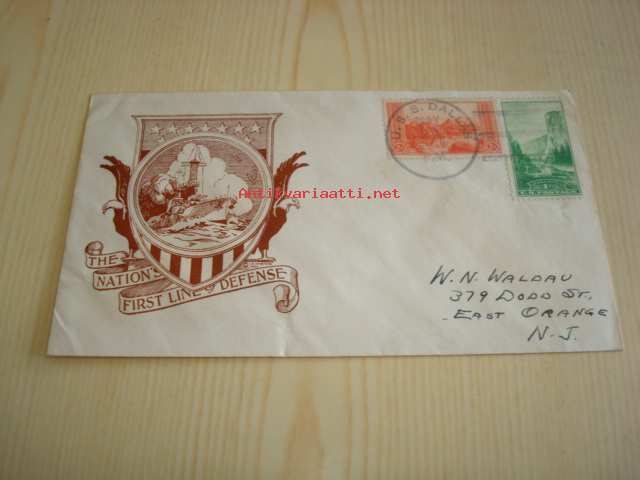 U.S.S. DALLAS
Antikvariaatti.net
THE
NATION'S
FIRST LINE OF DEFENSE
W. N. WALDAU
379 DODD ST.
EAST ORANGE
N.J.